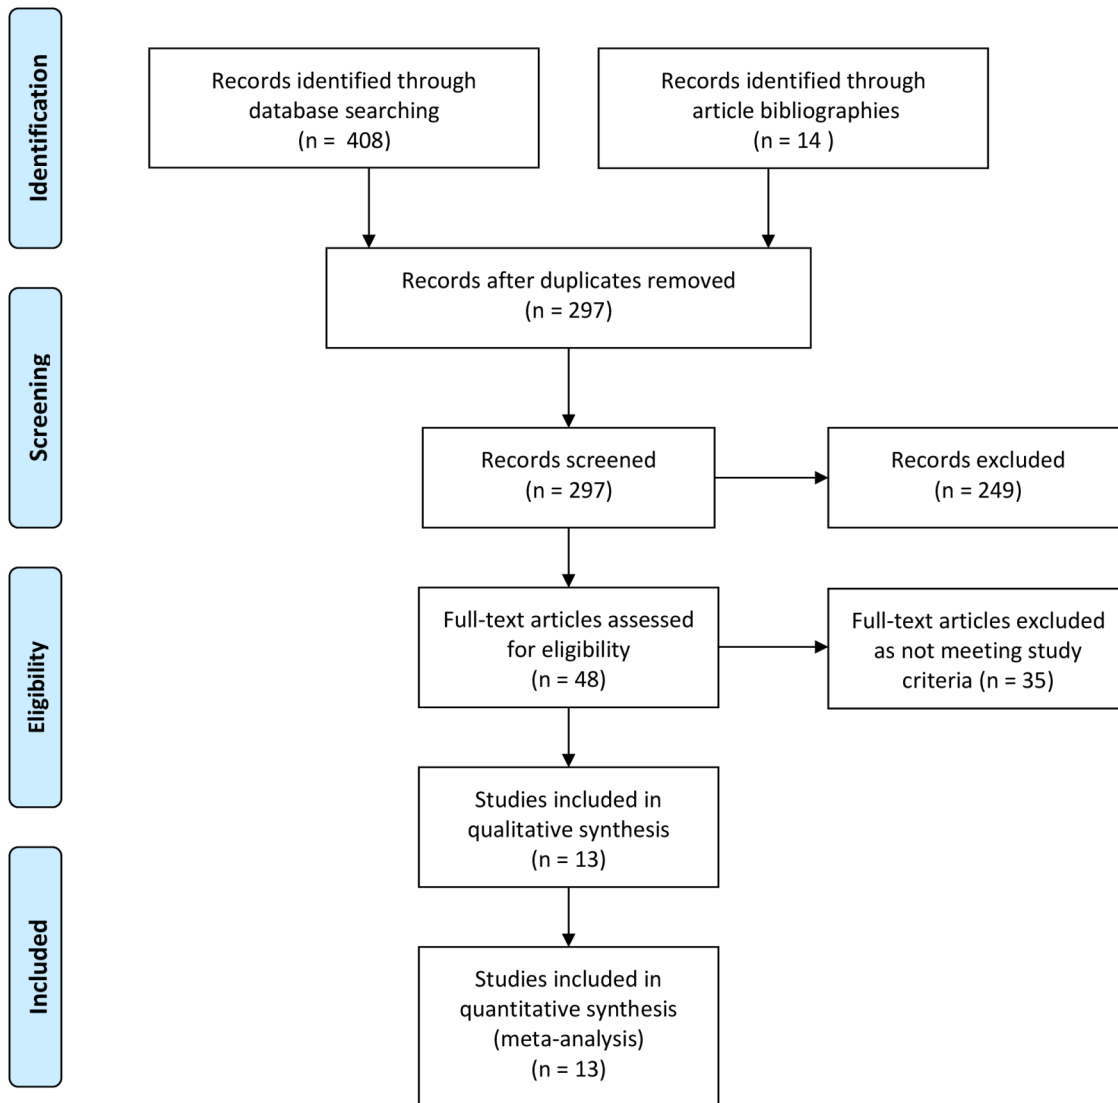 Identification
Records identified through
database searching
(n = 408)
Records identified through
article bibliographies
(n = 14 )
Records after duplicates removed
(n = 297)
Screening
Records screened
(n = 297)
Records excluded
(n = 249)
Eligibility
Full-text articles assessed
for eligibility
(n = 48)
Full-text articles excluded
as not meeting study
criteria (n = 35)
Studies included in
qualitative synthesis
(n = 13)
Included
Studies included in
quantitative synthesis
(meta-analysis)
(n = 13)